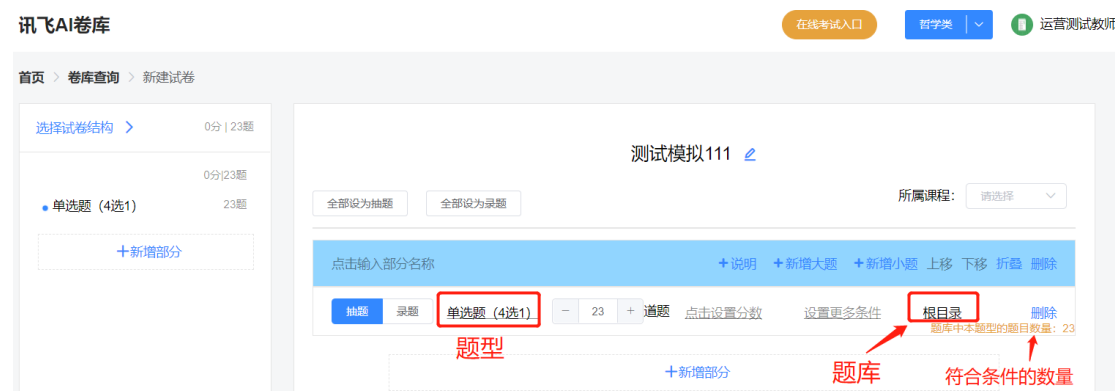 讯飞AI卷库
在线考试入口
哲学类
运营测试教师
首页 > 卷库查询 > 新建试卷
选择试卷结构 >
0分 | 23题
0分|23题
单选题（4选1）
23题
+新增部分
测试模拟111
全部设为抽题
全部设为录题
所属课程：
请选择
点击输入部分名称
+说明 +新增大题 +新增小题 上移 下移 折叠 删除
抽题 录题 单选题（4选1） − 23 + 道题 点击设置分数 设置更多条件 根目录 删除
题库中本题型的题目数量：23
题型
题库
符合条件的数量
+新增部分